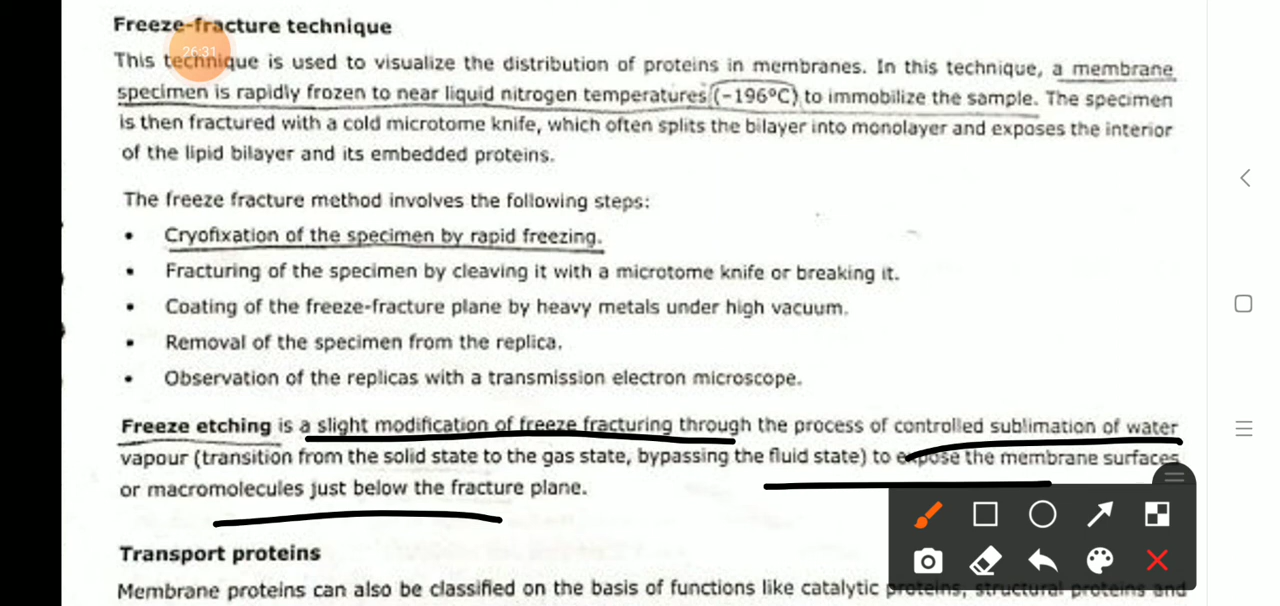 Freeze-fracture technique
26:31
This technique is used to visualize the distribution of proteins in membranes. In this technique, a membrane
specimen is rapidly frozen to near liquid nitrogen temperatures (−196°C) to immobilize the sample. The specimen
is then fractured with a cold microtome knife, which often splits the bilayer into monolayer and exposes the interior
of the lipid bilayer and its embedded proteins.
The freeze fracture method involves the following steps:
• Cryofixation of the specimen by rapid freezing.
• Fracturing of the specimen by cleaving it with a microtome knife or breaking it.
• Coating of the freeze-fracture plane by heavy metals under high vacuum.
• Removal of the specimen from the replica.
• Observation of the replicas with a transmission electron microscope.
Freeze etching is a slight modification of freeze fracturing through the process of controlled sublimation of water
vapour (transition from the solid state to the gas state, bypassing the fluid state) to expose the membrane surfaces
or macromolecules just below the fracture plane.
Transport proteins
Membrane proteins can also be classified on the basis of functions like catalytic proteins, structural proteins and